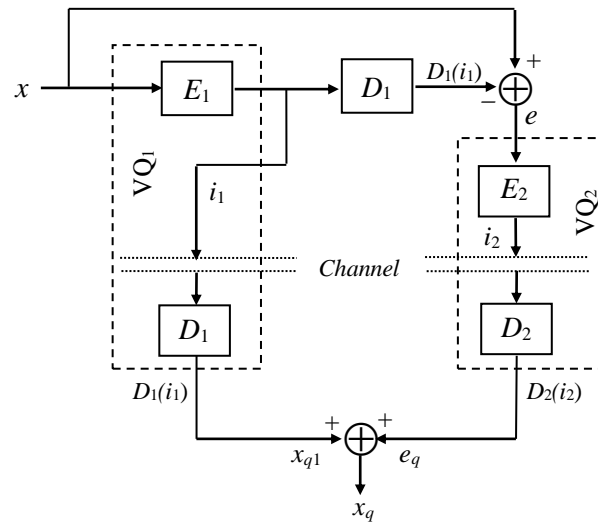 +
x
E1
D1
D1(i1)
−
e
VQ1
i1
E2
VQ2
i2
Channel
D1
D2
D1(i1)
D2(i2)
+
+
xq1
eq
xq